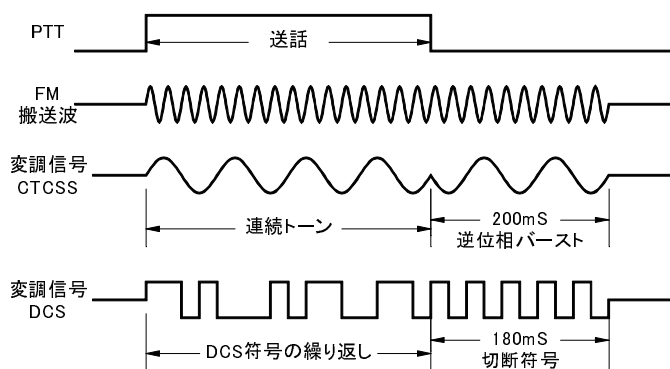 PTT
送話
FM
搬送波
変調信号
CTCSS
連続トーン
200mS
逆位相バースト
変調信号
DCS
DCS符号の繰り返し
180mS
切断符号